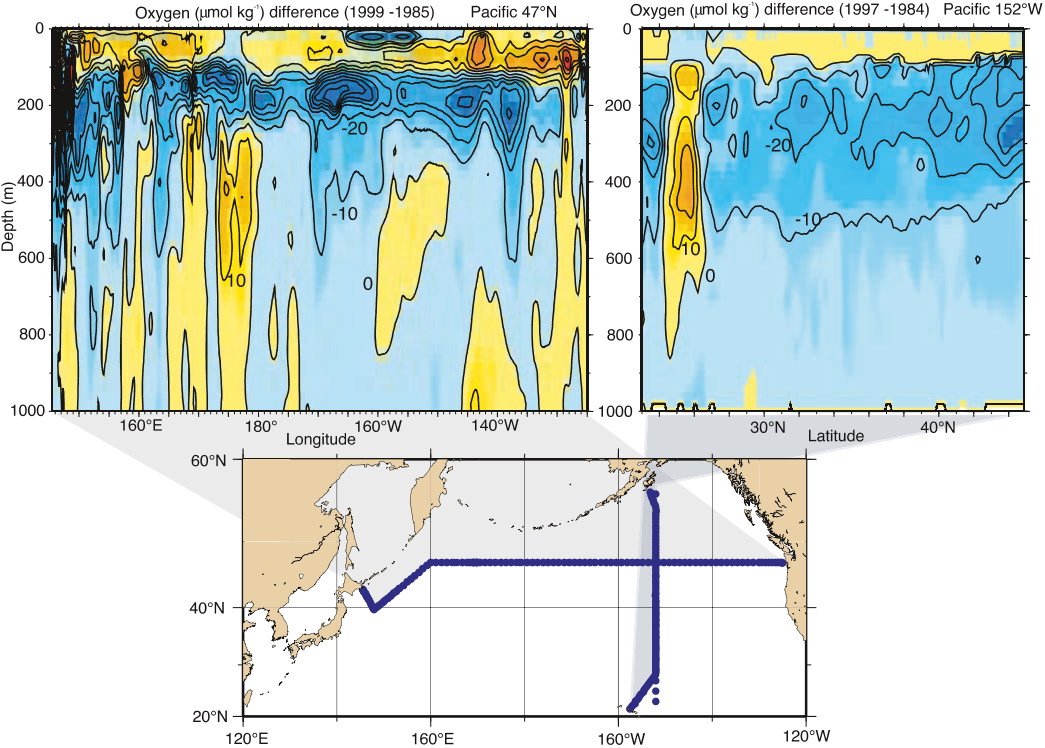 Oxygen (µmol kg⁻¹) difference (1999 -1985) Pacific 47°N
Oxygen (µmol kg⁻¹) difference (1997 -1984) Pacific 152°W
0
200
400
600
800
1000
Depth (m)
-20
-10
0
10
160°E 180° 160°W 140°W
Longitude
0
200
400
600
800
1000
-20
-10
10
0
30°N 40°N
Latitude
60°N
40°N
20°N
120°E 160°E 160°W 120°W